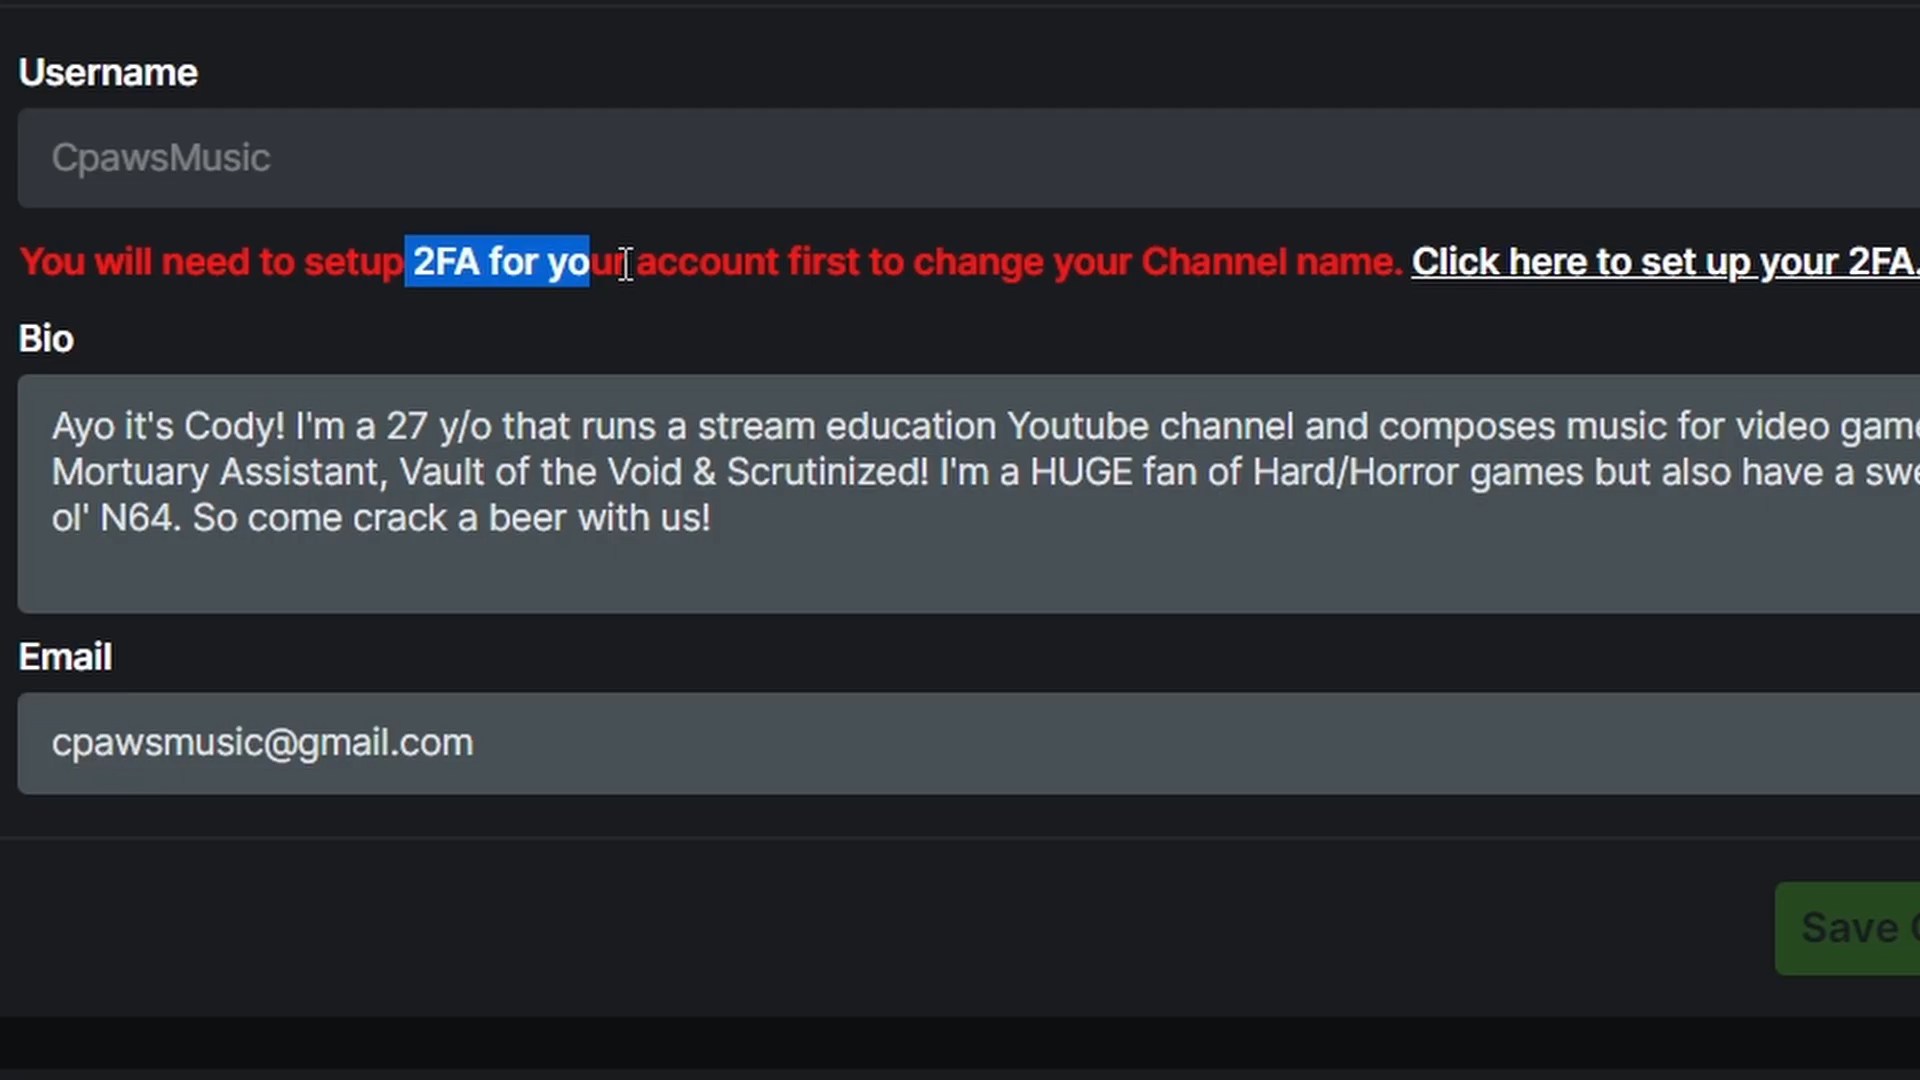 Username
CpawsMusic
You will need to setup 2FA for your account first to change your Channel name. Click here to set up your 2FA.
Bio
Ayo it's Cody! I'm a 27 y/o that runs a stream education Youtube channel and composes music for video game
Mortuary Assistant, Vault of the Void & Scrutinized! I'm a HUGE fan of Hard/Horror games but also have a swe
ol' N64. So come crack a beer with us!
Email
cpawsmusic@gmail.com
Save